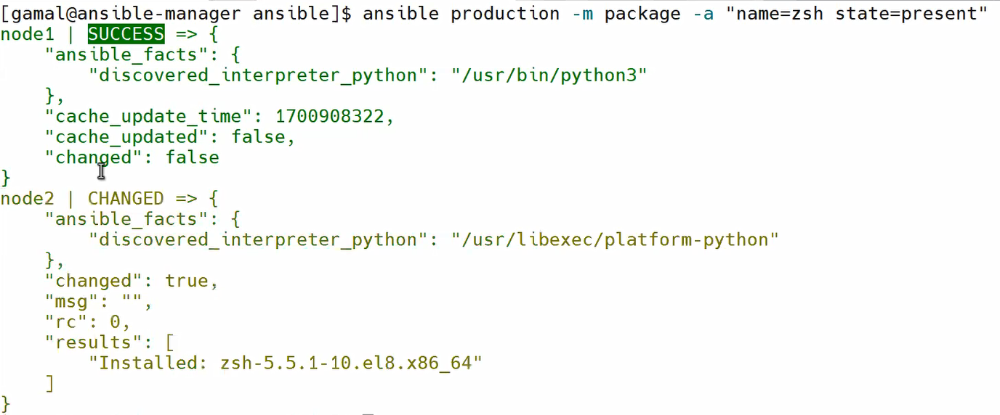 [gamal@ansible-manager ansible]$ ansible production -m package -a "name=zsh state=present"
node1 | SUCCESS => {
    "ansible_facts": {
        "discovered_interpreter_python": "/usr/bin/python3"
    },
    "cache_update_time": 1700908322,
    "cache_updated": false,
    "changed": false
}
node2 | CHANGED => {
    "ansible_facts": {
        "discovered_interpreter_python": "/usr/libexec/platform-python"
    },
    "changed": true,
    "msg": "",
    "rc": 0,
    "results": [
        "Installed: zsh-5.5.1-10.el8.x86_64"
    ]
}